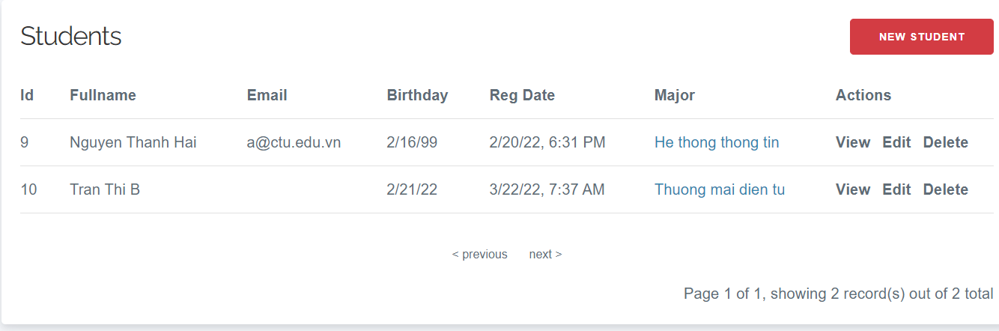 Students NEW STUDENT
Id Fullname Email Birthday Reg Date Major Actions
9 Nguyen Thanh Hai a@ctu.edu.vn 2/16/99 2/20/22, 6:31 PM He thong thong tin View Edit Delete
10 Tran Thi B 2/21/22 3/22/22, 7:37 AM Thuong mai dien tu View Edit Delete
< previous next >
Page 1 of 1, showing 2 record(s) out of 2 total